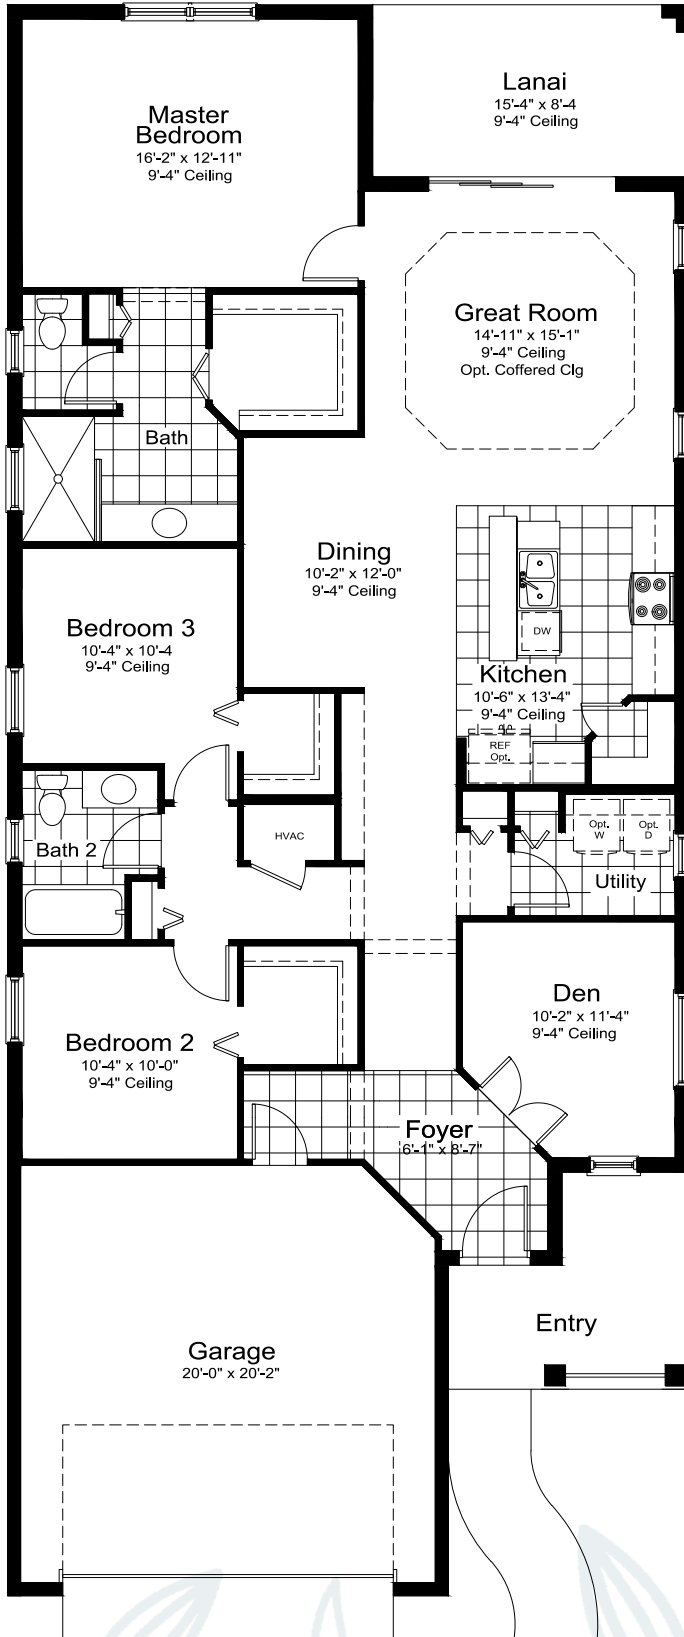 Lanai
15'-4" x 8'-4
9'-4" Ceiling
Master
Bedroom
16'-2" x 12'-11"
9'-4" Ceiling
Great Room
14'-11" x 15'-1"
9'-4" Ceiling
Opt. Coffered Clg
Bath
Dining
10'-2" x 12'-0"
9'-4" Ceiling
DW
Bedroom 3
10'-4" x 10'-4
9'-4" Ceiling
Kitchen
10'-6" x 13'-4"
9'-4" Ceiling
REF
Opt.
HVAC
Opt.
W
Opt.
D
Bath 2
Utility
Den
10'-2" x 11'-4"
9'-4" Ceiling
Bedroom 2
10'-4" x 10'-0"
9'-4" Ceiling
Foyer
6'-1" x 8'-7"
Entry
Garage
20'-0" x 20'-2"